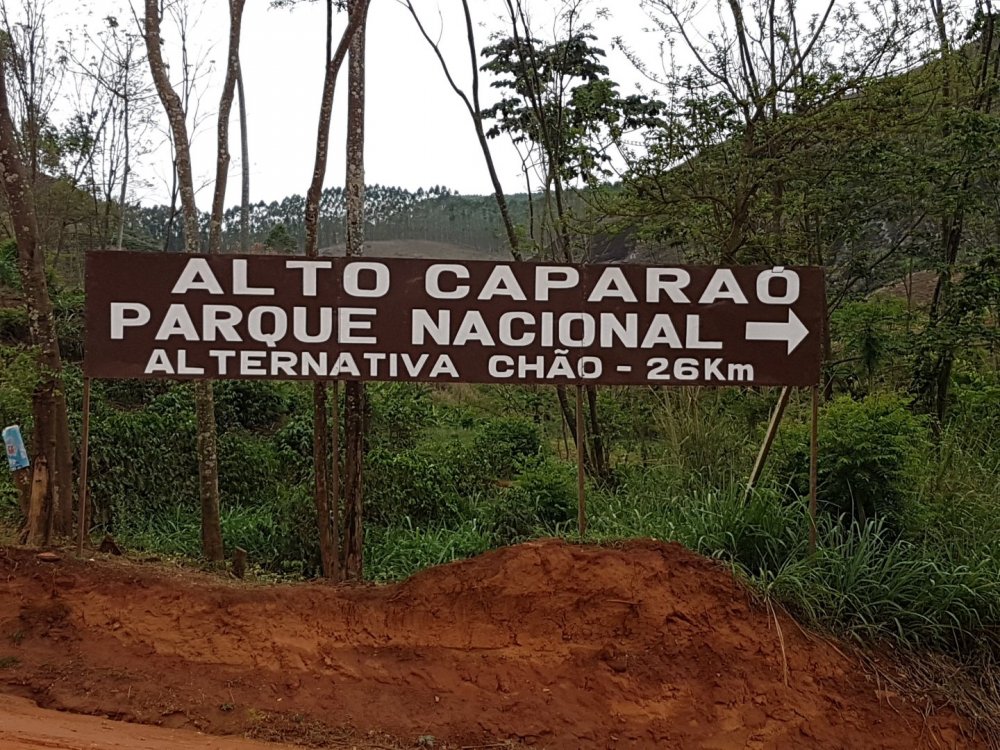 ALTO CAPARAÓ
PARQUE NACIONAL →
ALTERNATIVA CHÃO - 26Km